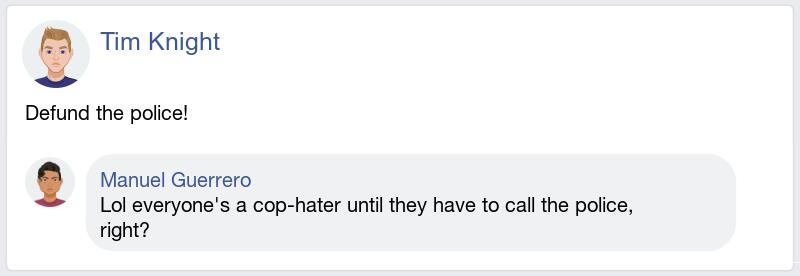 Tim Knight
Defund the police!
Manuel Guerrero
Lol everyone's a cop-hater until they have to call the police,
right?